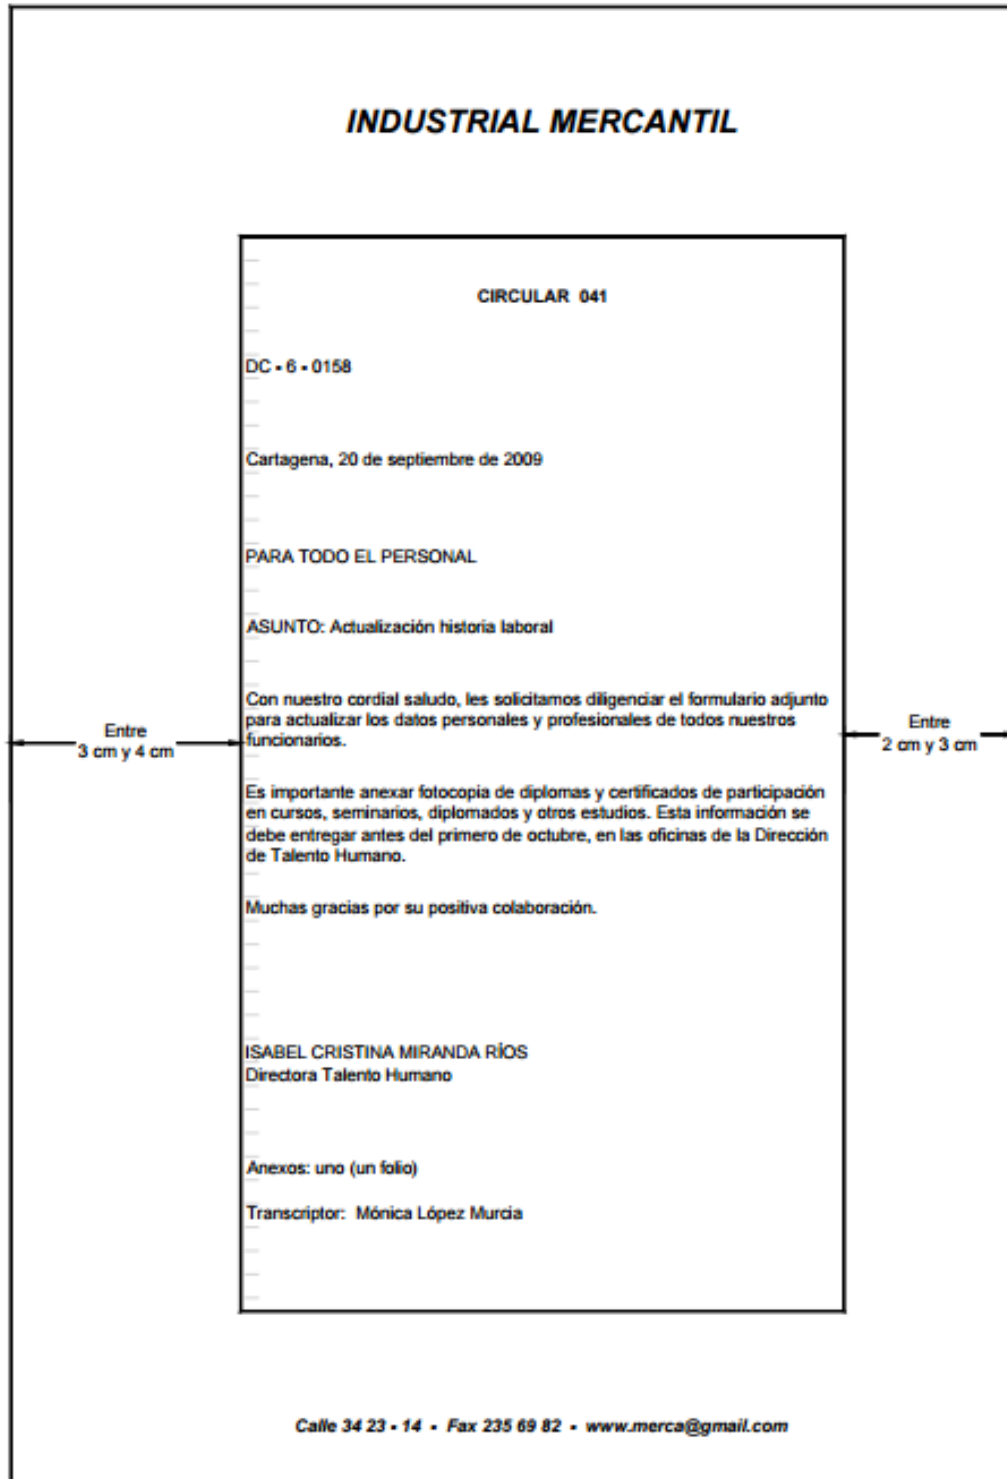 INDUSTRIAL MERCANTIL
CIRCULAR 041
DC - 6 - 0158
Cartagena, 20 de septiembre de 2009
PARA TODO EL PERSONAL
ASUNTO: Actualización historia laboral
Con nuestro cordial saludo, les solicitamos diligenciar el formulario adjunto
para actualizar los datos personales y profesionales de todos nuestros
funcionarios.
Entre
3 cm y 4 cm
Entre
2 cm y 3 cm
Es importante anexar fotocopia de diplomas y certificados de participación
en cursos, seminarios, diplomados y otros estudios. Esta información se
debe entregar antes del primero de octubre, en las oficinas de la Dirección
de Talento Humano.
Muchas gracias por su positiva colaboración.
ISABEL CRISTINA MIRANDA RÍOS
Directora Talento Humano
Anexos: uno (un folio)
Transcriptor: Mónica López Murcia
Calle 34 23 - 14 - Fax 235 69 82 - www.merca@gmail.com